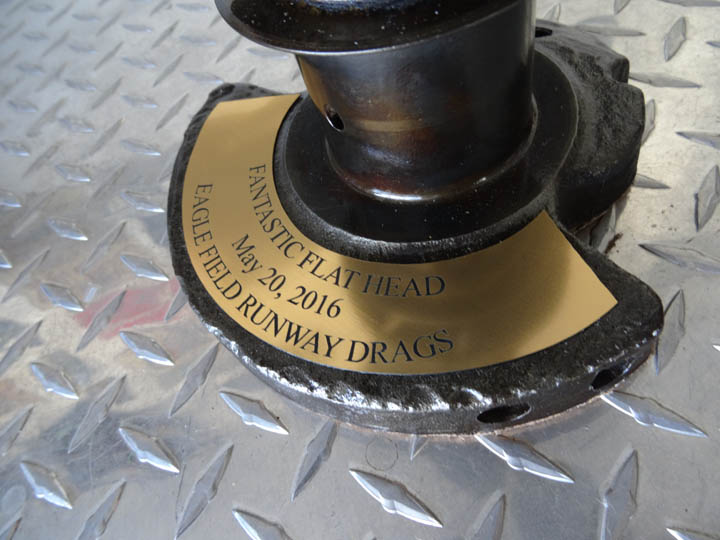 FANTASTIC FLAT HEAD
May 20, 2016
EAGLE FIELD RUNWAY DRAGS